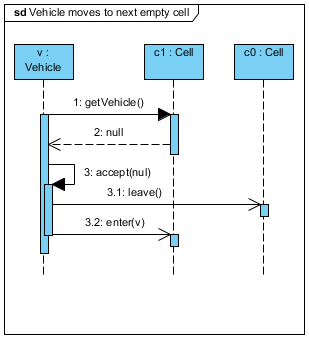 sd Vehicle moves to next empty cell
v :
Vehicle
c1 : Cell
c0 : Cell
1: getVehicle()
2: null
3: accept(nul)
3.1: leave()
3.2: enter(v)